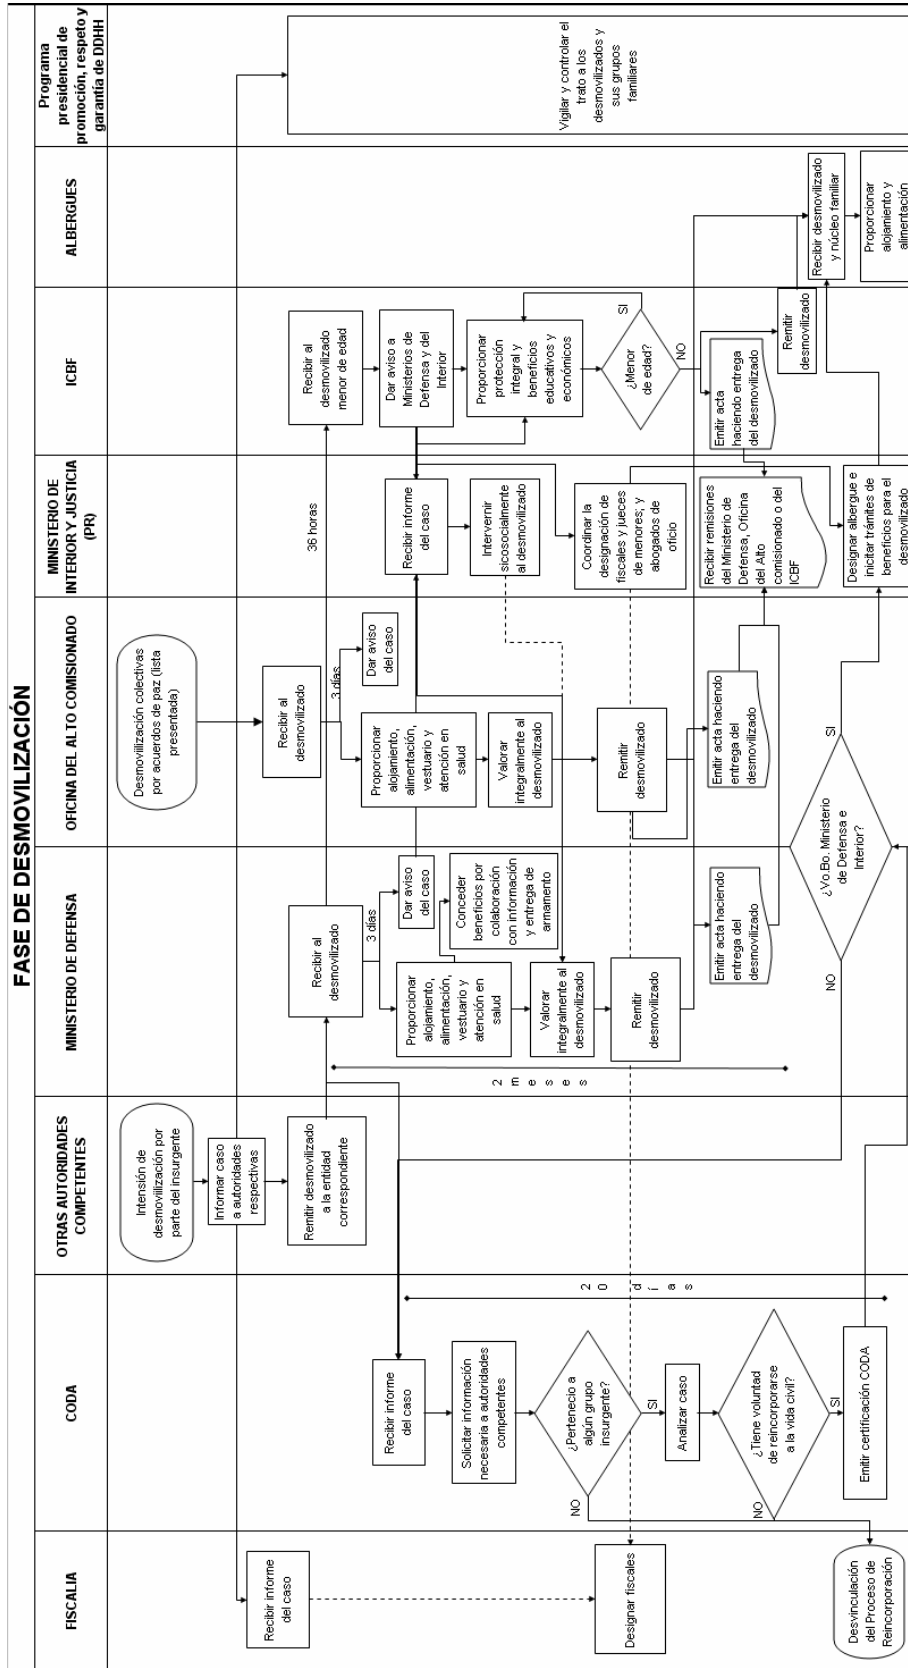 FASE DE DESMOVILIZACIÓN
FISCALIA
CODA
OTRAS AUTORIDADES
COMPETENTES
MINISTERIO DE DEFENSA
OFICINA DEL ALTO COMISIONADO
MINISTERIO DE
INTERIOR Y JUSTICIA
(PR)
ICBF
ALBERGUES
Programa
presidencial de
promoción, respeto y
garantía de DDHH
Recibir informe
del caso
Designar fiscales
Desvinculación
del Proceso de
Reincorporación
Recibir informe
del caso
Solicitar información
necesaria a autoridades
competentes
¿Pertenecio a
algún grupo
insurgente?
NO
SI
Analizar caso
¿Tiene voluntad
de reincorporarse
a la vida civil?
NO
SI
Emitir certificación CODA
20 días
Intensión de
desmovilización por
parte del insurgente
Informar caso
a autoridades
respectivas
Remitir desmovilizado
a la entidad
correspondiente
2 meses
Recibir al
desmovilizado
3 días
Dar aviso
del caso
Proporcionar
alojamiento,
alimentación,
vestuario y
atención en
salud
Conceder
beneficios por
colaboración
con información
y entrega de
armamento
Valorar
integralmente al
desmovilizado
Remitir
desmovilizado
Emitir acta haciendo
entrega del
desmovilizado
¿Vo.Bo. Ministerio
de Defensa e
Interior?
NO
SI
Desmovililización colectivas
por acuerdos de paz (lista
presentada)
Recibir al
desmovilizado
3 días
Dar aviso
del caso
Proporcionar
alojamiento,
alimentación,
vestuario y
atención en
salud
Valorar
integralmente al
desmovilizado
Remitir
desmovilizado
Emitir acta haciendo
entrega del
desmovilizado
36 horas
Recibir informe
del caso
Intervernir
sicosocialmente
al desmovilizado
Coordinar la
designación de
fiscales y jueces
de menores; y
abogados de
oficio
Recibir remisiones
del Ministerio de
Defensa, Oficina
del Alto
comisionado o del
ICBF
Designar albergue e
inicitar trámites de
beneficios para el
desmovilizado
Recibir al
desmovilizado
menor de edad
Dar aviso a
Ministerios de
Defensa y del
Interior
Proporcionar
protección
integral y
beneficios
educativos y
económicos
¿Menor
de edad?
SI
NO
Emitir acta
haciendo entrega
del desmovilizado
Remitir
desmovilizado
Recibir desmovilizado
y núcleo familiar
Proporcionar
alojamiento y
alimentación
Vigilar y controlar el
trato a los
desmovilizados y
sus grupos
familiares